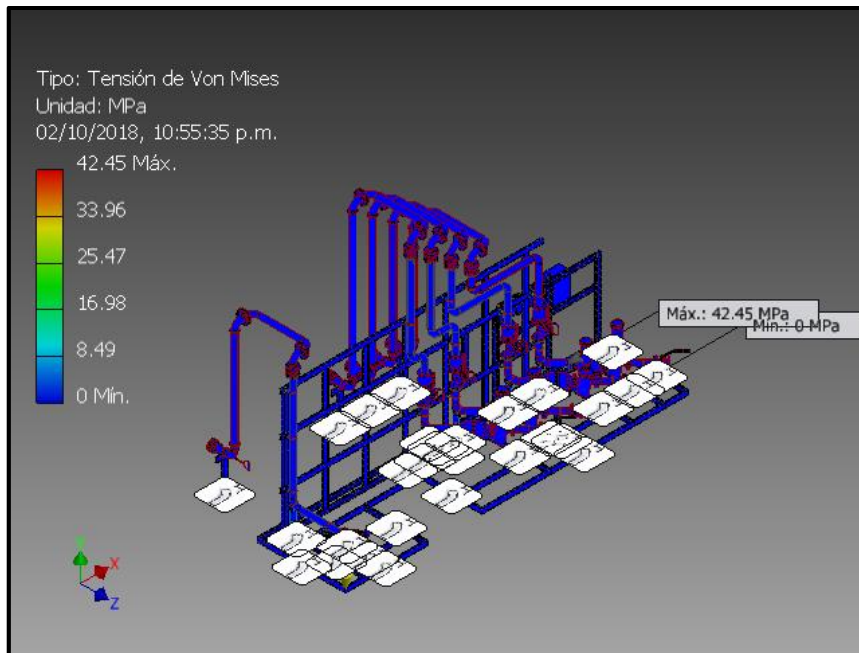 Tipo: Tensión de Von Mises
Unidad: MPa
02/10/2018, 10:55:35 p.m.
42.45 Máx.
33.96
25.47
16.98
8.49
0 Mín.
Máx.: 42.45 MPa
Mín.: 0 MPa
X
Z